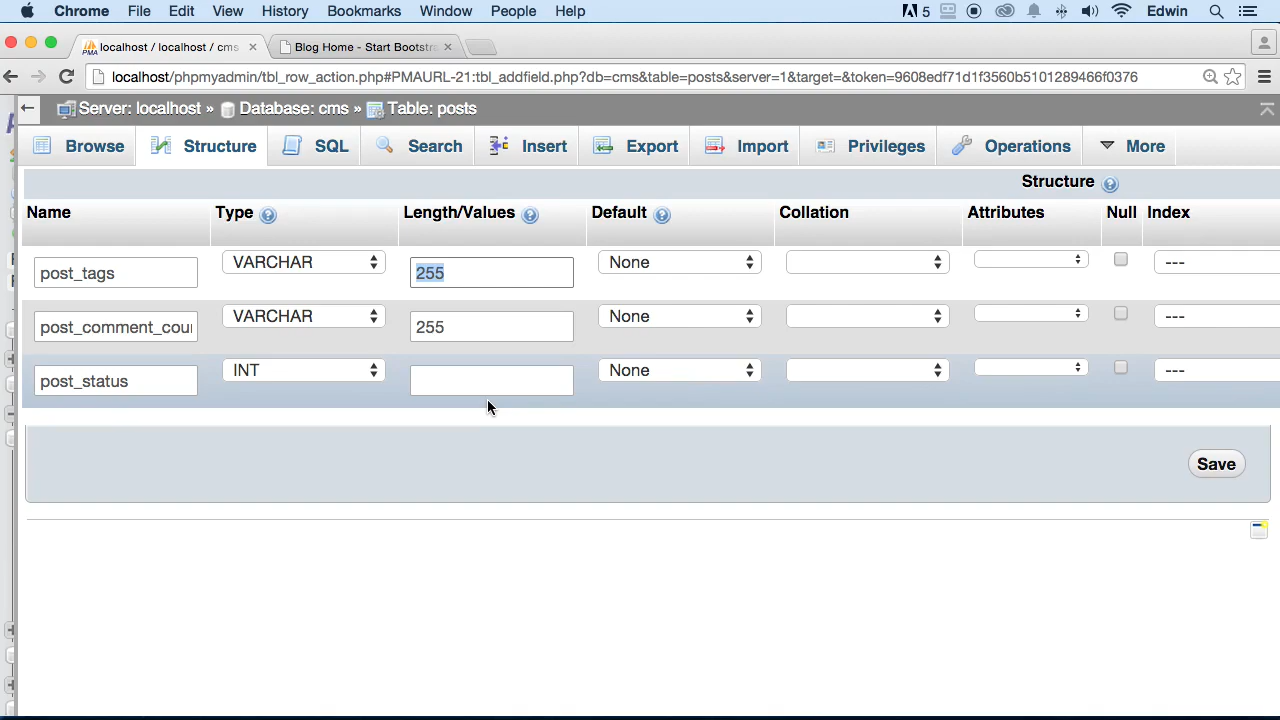 Chrome File Edit View History Bookmarks Window People Help 5 Edwin
localhost / localhost / cms Blog Home - Start Bootstra
localhost/phpmyadmin/tbl_row_action.php#PMAURL-21:tbl_addfield.php?db=cms&table=posts&server=1&target=&token=9608edf71d1f3560b5101289466f0376
Server: localhost » Database: cms » Table: posts
Browse Structure SQL Search Insert Export Import Privileges Operations More
Structure
Name Type Length/Values Default Collation Attributes Null Index
post_tags VARCHAR 255 None ---
post_comment_cou VARCHAR 255 None ---
post_status INT None ---
Save